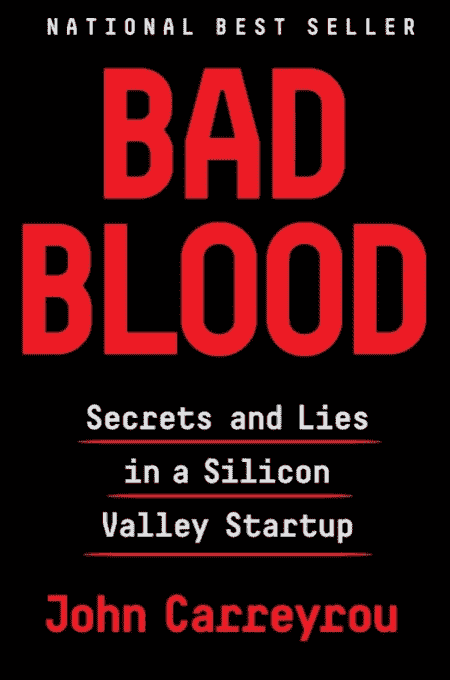 NATIONAL BEST SELLER
BAD
BLOOD
Secrets and Lies
in a Silicon
Valley Startup
John Carreyrou